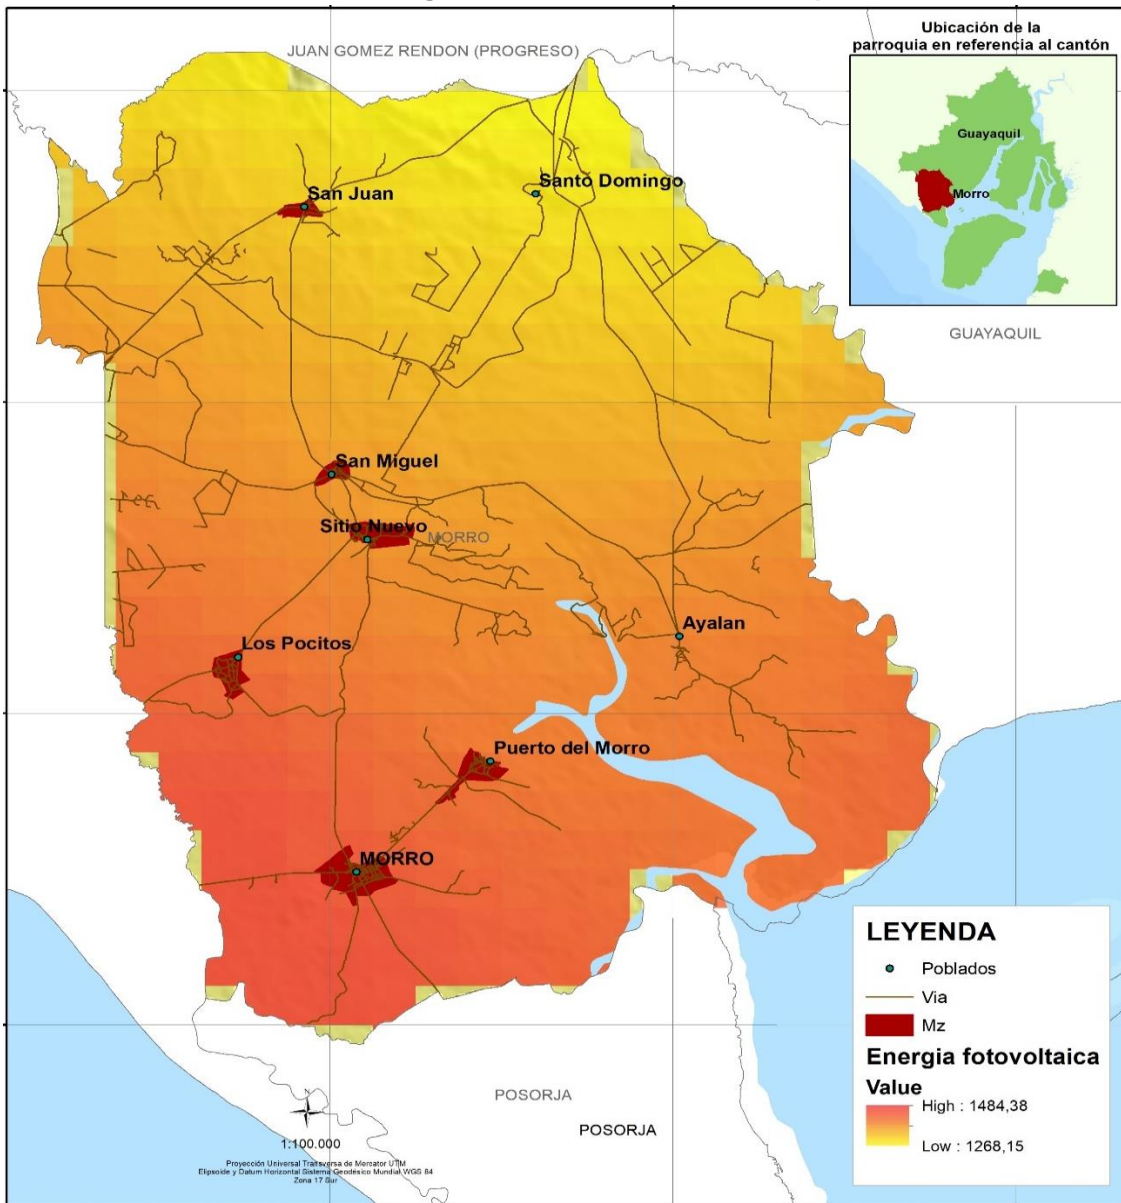 JUAN GOMEZ RENDON (PROGRESO)
Ubicación de la
parroquia en referencia al cantón
Guayaquil
Morro
San Juan
Santo Domingo
GUAYAQUIL
San Miguel
Sitio Nuevo
MORRO
Ayalan
Los Pocitos
Puerto del Morro
MORRO
LEYENDA
Poblados
Via
Mz
Energia fotovoltaica
Value
High : 1484,38
Low : 1268,15
POSORJA
POSORJA
N
1:100.000
Proyección Universal Transversa de Mercator UTM
Elipsoide y Datum Horizontal Sistema Geodésico Mundial WGS 84
Zona 17 Sur